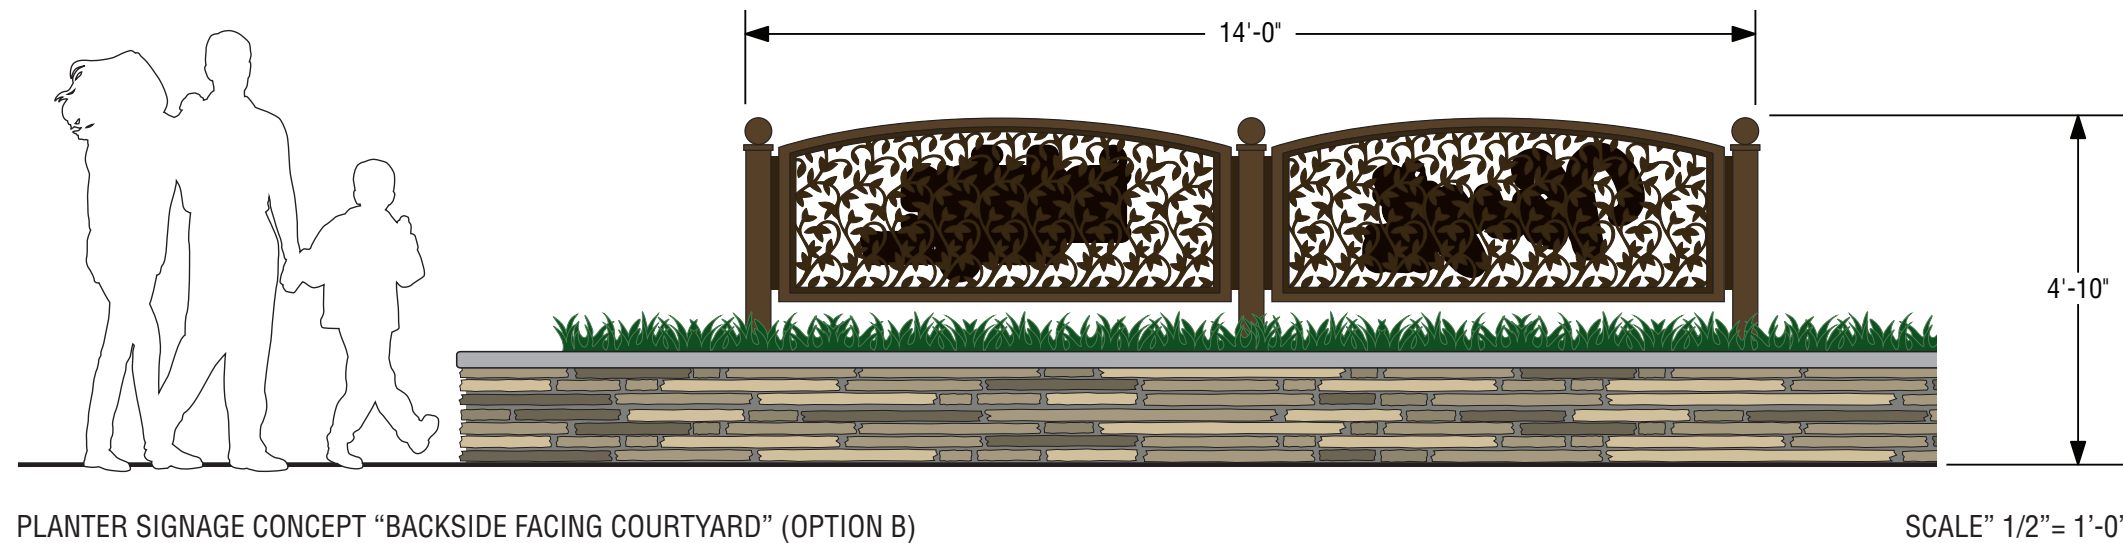 14'-0"
4'-10"
PLANTER SIGNAGE CONCEPT “BACKSIDE FACING COURTYARD” (OPTION B)
SCALE” 1/2”= 1’-0’